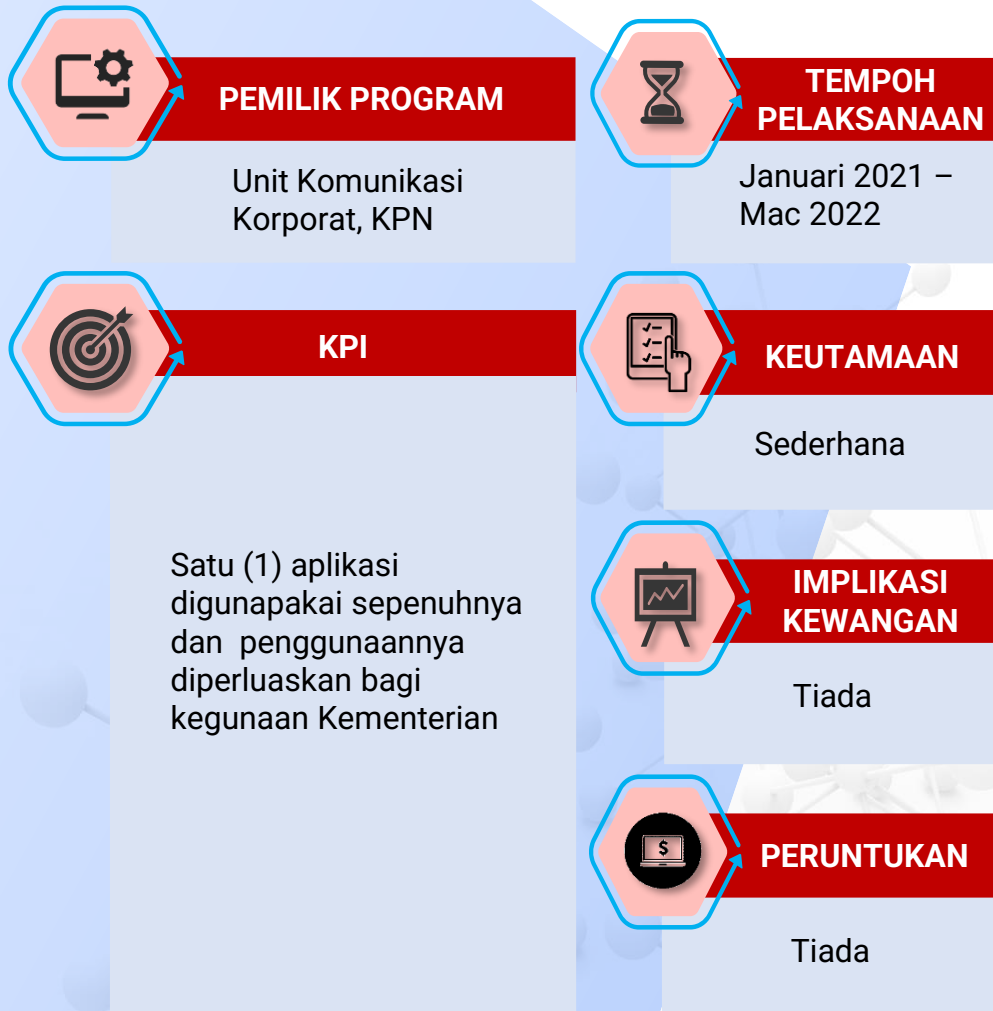 PEMILIK PROGRAM
Unit Komunikasi
Korporat, KPN
TEMPOH
PELAKSANAAN
Januari 2021 –
Mac 2022
KPI
Satu (1) aplikasi
digunapakai sepenuhnya
dan  penggunaannya
diperluaskan bagi
kegunaan Kementerian
KEUTAMAAN
Sederhana
IMPLIKASI
KEWANGAN
Tiada
$
PERUNTUKAN
Tiada